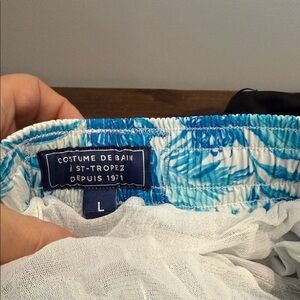 COSTUME DE BAIN
À ST-TROPEZ
DEPUIS 1971
L